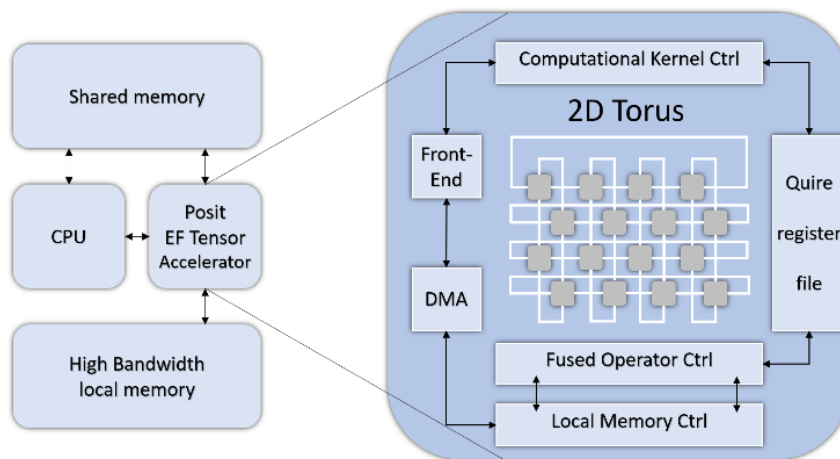 Shared memory
CPU
Posit
EF Tensor
Accelerator
High Bandwidth
local memory
Computational Kernel Ctrl
2D Torus
Front-
End
DMA
Quire
register
file
Fused Operator Ctrl
Local Memory Ctrl